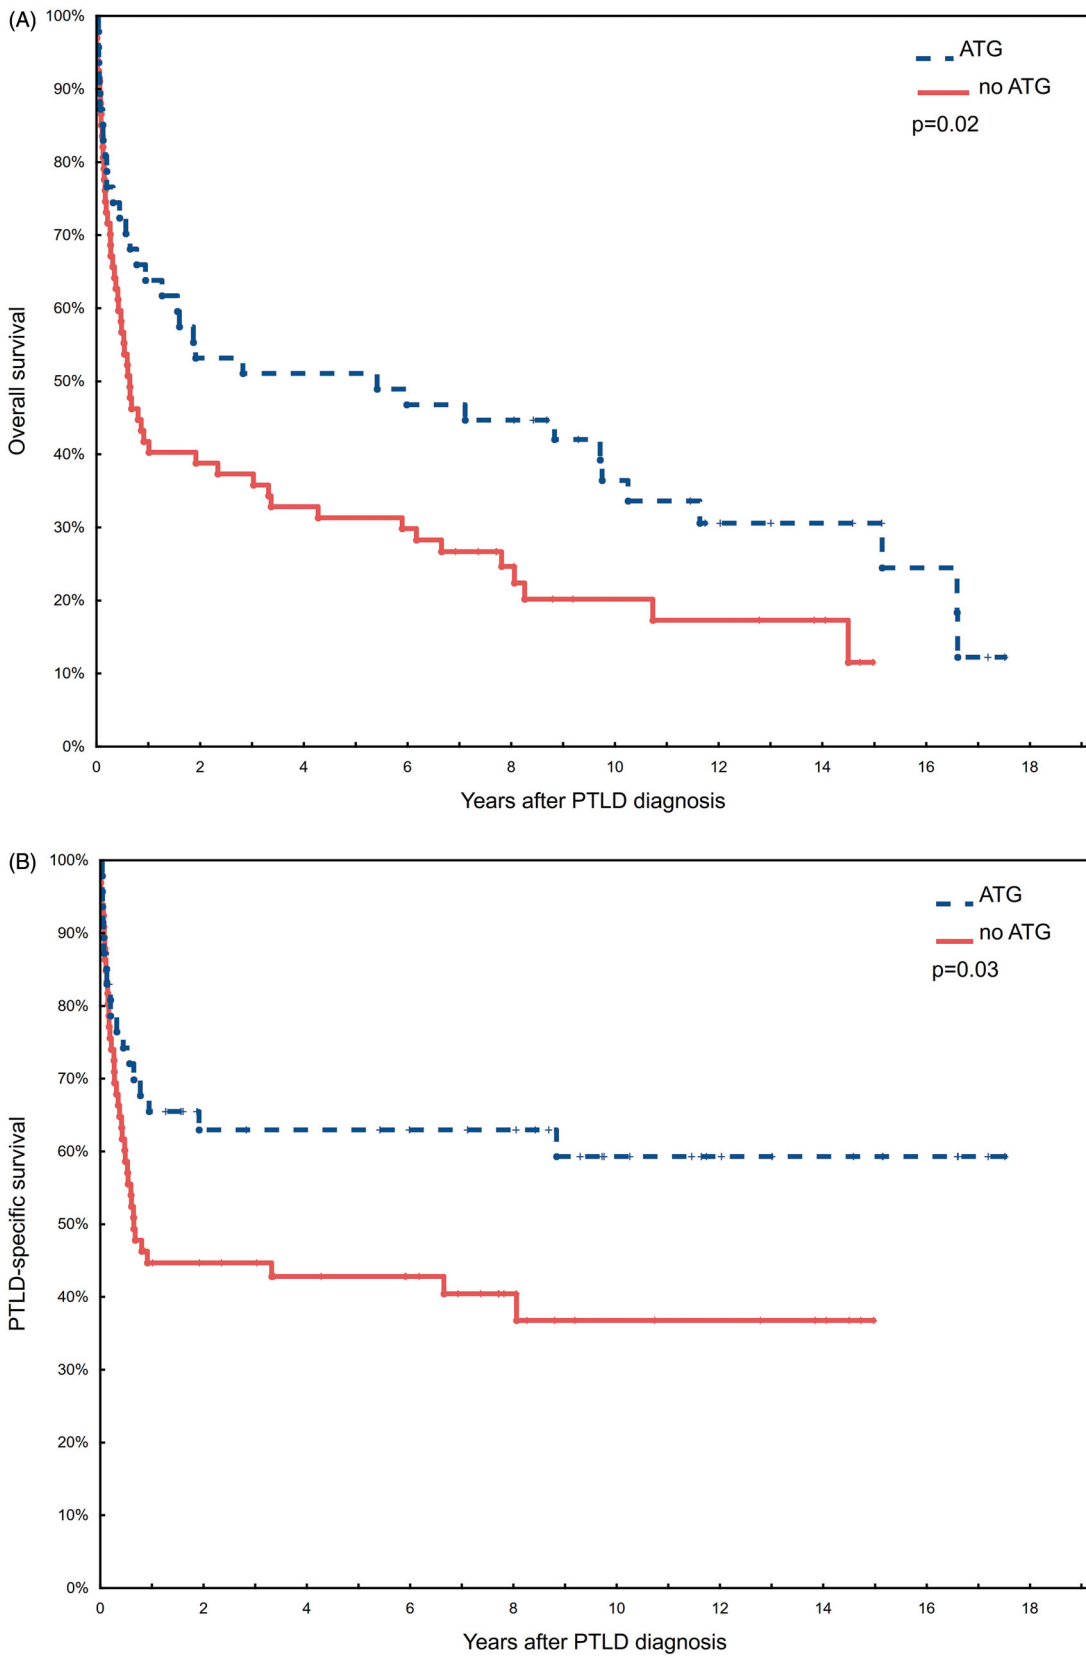 (A)
100%
90%
80%
70%
60%
50%
40%
30%
20%
10%
0%
Overall survival
ATG
no ATG
p=0.02
0 2 4 6 8 10 12 14 16 18
Years after PTLD diagnosis
(B)
100%
90%
80%
70%
60%
50%
40%
30%
20%
10%
0%
PTLD-specific survival
ATG
no ATG
p=0.03
0 2 4 6 8 10 12 14 16 18
Years after PTLD diagnosis